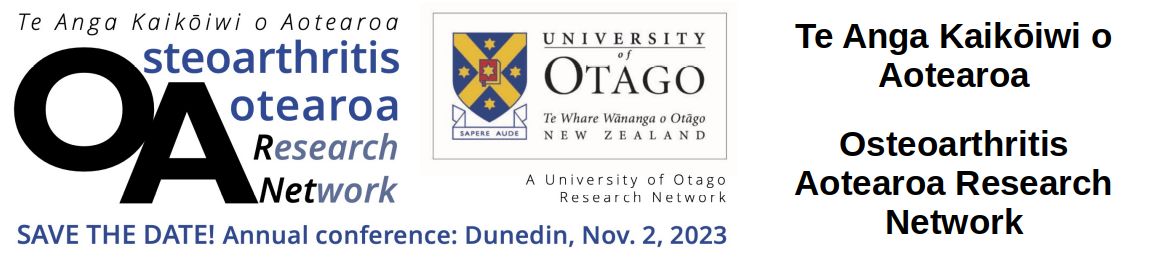 Te Anga Kaikōiwi o Aotearoa
Osteoarthritis
Aotearoa
Research
Network
UNIVERSITY
of
OTAGO
Te Whare Wānanga o Otāgo
NEW ZEALAND
SAPERE AUDE
A University of Otago
Research Network
SAVE THE DATE! Annual conference: Dunedin, Nov. 2, 2023
Te Anga Kaikōiwi o
Aotearoa
Osteoarthritis
Aotearoa Research
Network